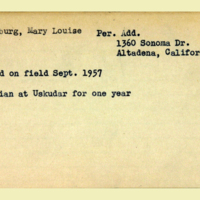 burg, Mary Louise Per. Add.
1360 Sonoma Dr.
Altadena, Califor
d on field Sept. 1957
ian at Uskudar for one year